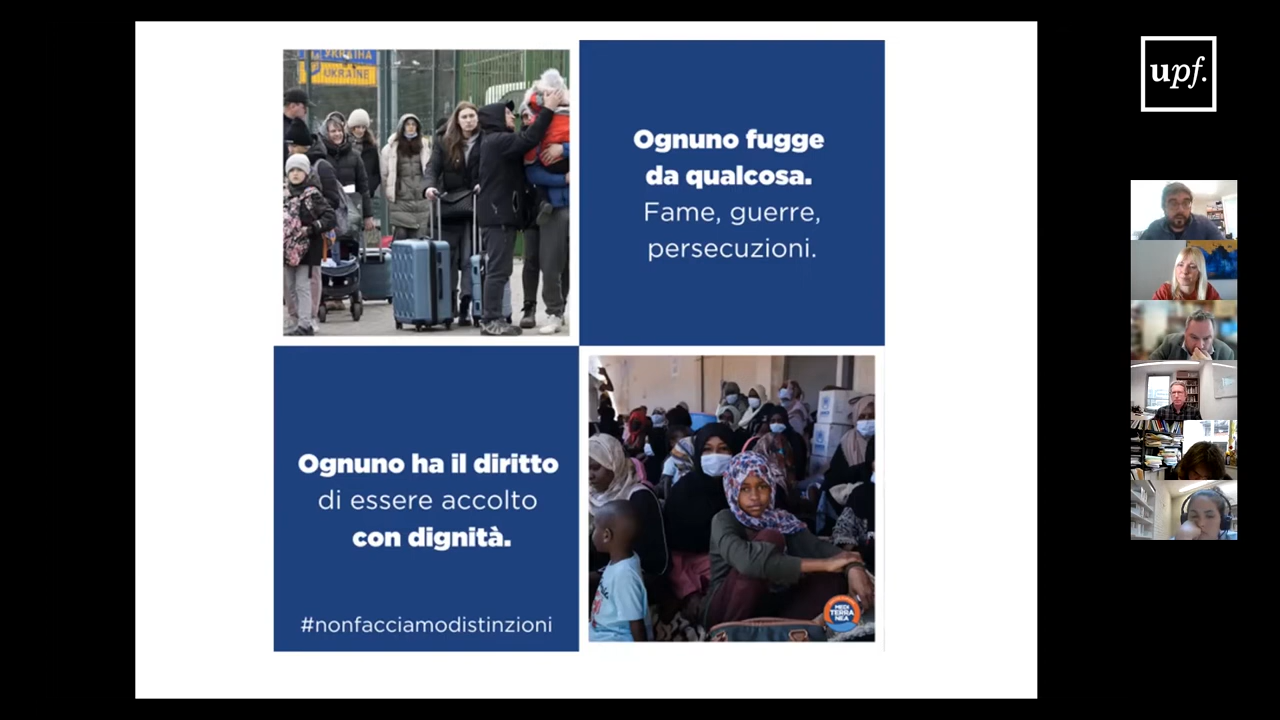 УКРАЇНА
UKRAINE
Ognuno fugge
da qualcosa.
Fame, guerre,
persecuzioni.
Ognuno ha il diritto
di essere accolto
con dignità.
#nonfacciamodistinzioni
MEDI
TERRA
NEA
upf.